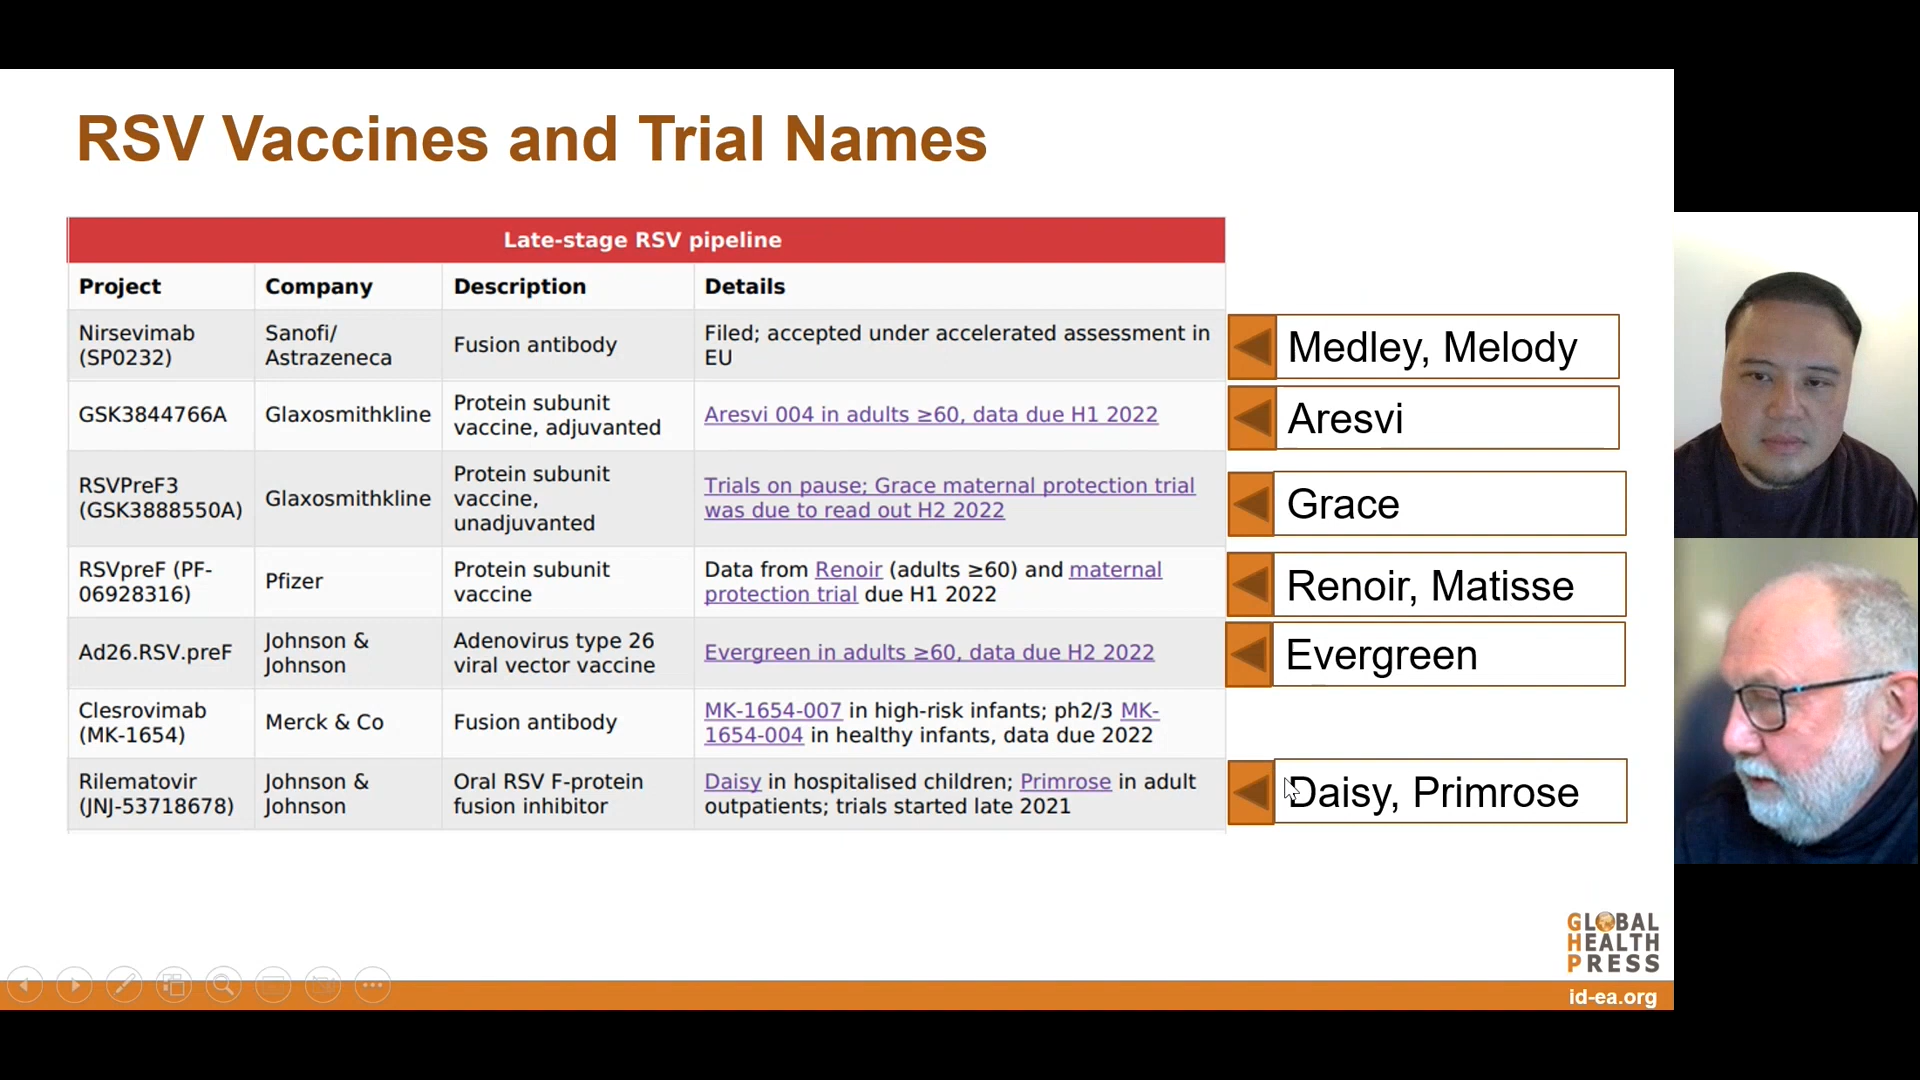 RSV Vaccines and Trial Names
Late-stage RSV pipeline
Project Company Description Details
Nirsevimab
(SP0232)
Sanofi/
Astrazeneca
Fusion antibody
Filed; accepted under accelerated assessment in
EU
Medley, Melody
GSK3844766A
Glaxosmithkline
Protein subunit
vaccine, adjuvanted
Aresvi 004 in adults ≥60, data due H1 2022
Aresvi
RSVPreF3
(GSK3888550A)
Glaxosmithkline
Protein subunit
vaccine,
unadjuvanted
Trials on pause; Grace maternal protection trial
was due to read out H2 2022
Grace
RSVpreF (PF-
06928316)
Pfizer
Protein subunit
vaccine
Data from Renoir (adults ≥60) and maternal
protection trial due H1 2022
Renoir, Matisse
Ad26.RSV.preF
Johnson &
Johnson
Adenovirus type 26
viral vector vaccine
Evergreen in adults ≥60, data due H2 2022
Evergreen
Clesrovimab
(MK-1654)
Merck & Co
Fusion antibody
MK-1654-007 in high-risk infants; ph2/3 MK-
1654-004 in healthy infants, data due 2022
Rilematovir
(JNJ-53718678)
Johnson &
Johnson
Oral RSV F-protein
fusion inhibitor
Daisy in hospitalised children; Primrose in adult
outpatients; trials started late 2021
Daisy, Primrose
GLOBAL
HEALTH
PRESS
id-ea.org